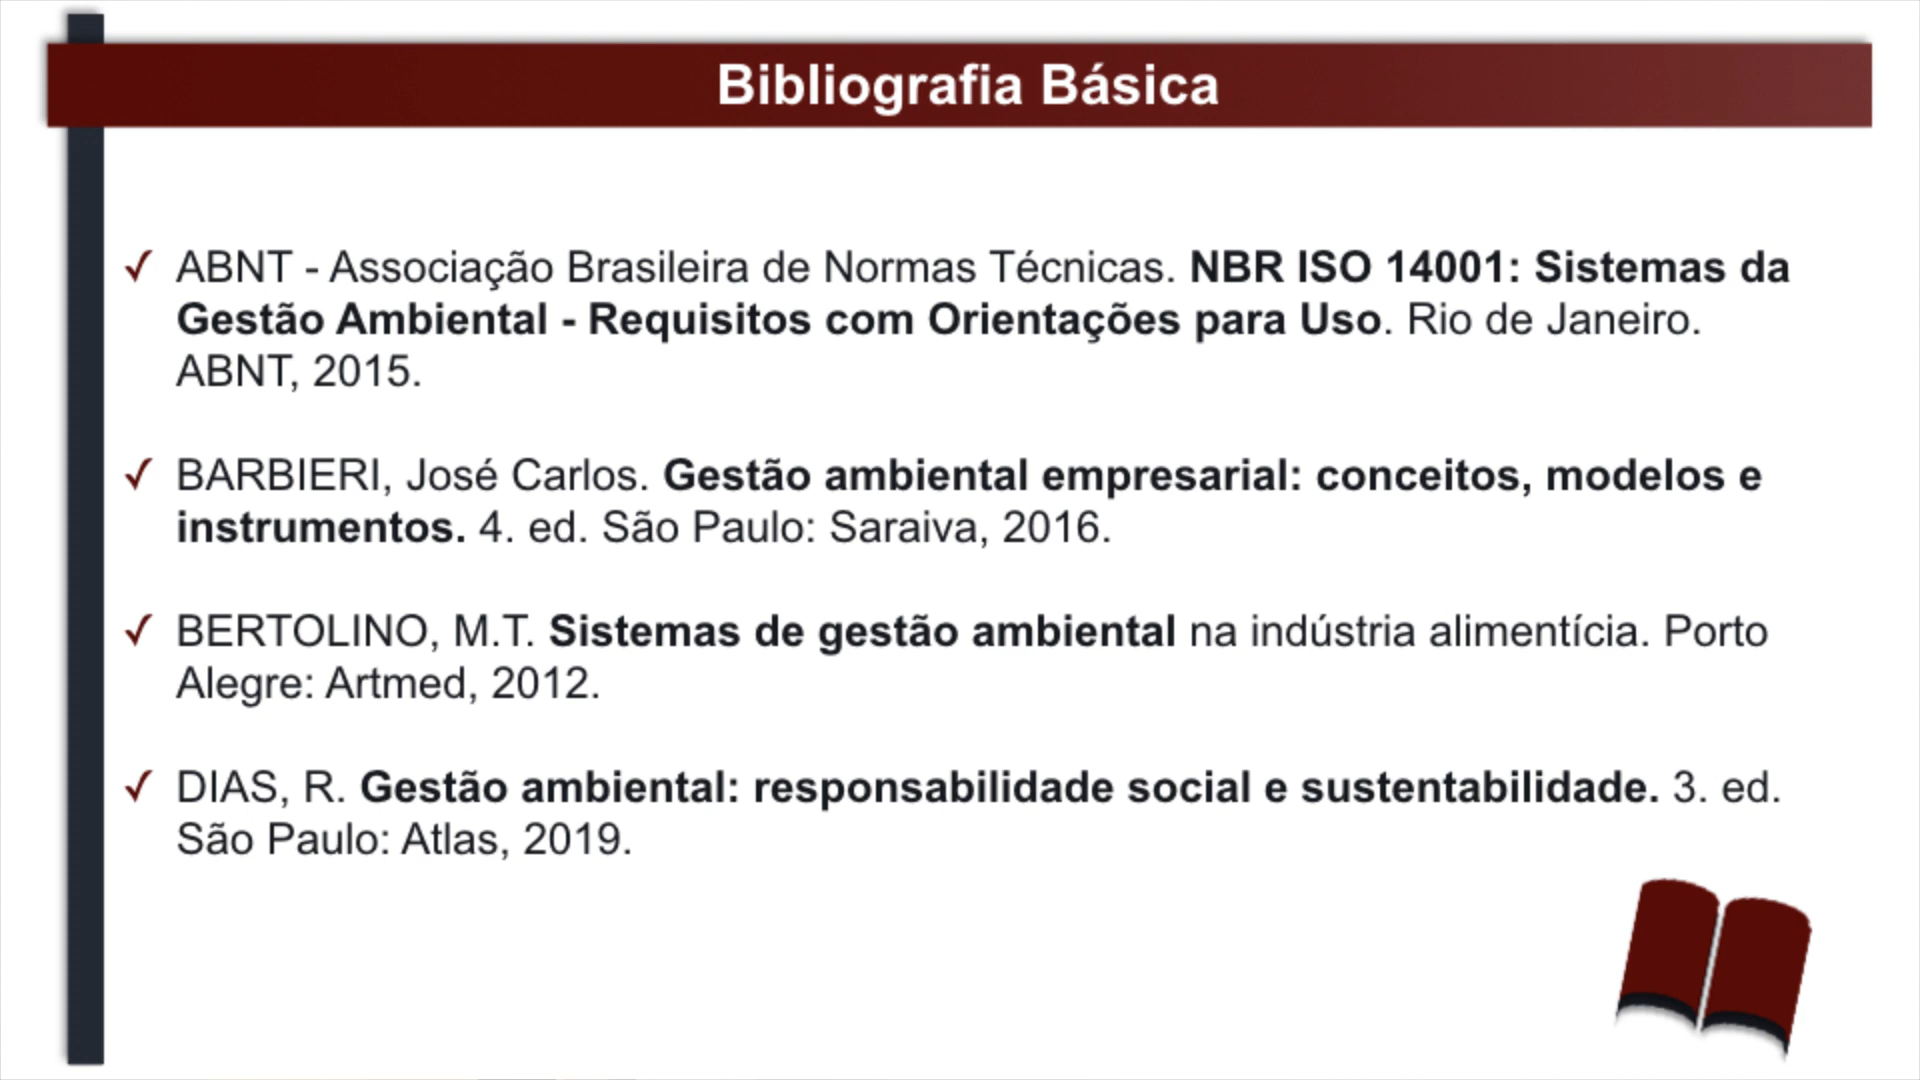 Bibliografia Básica
✓ ABNT - Associação Brasileira de Normas Técnicas. NBR ISO 14001: Sistemas da
Gestão Ambiental - Requisitos com Orientações para Uso. Rio de Janeiro.
ABNT, 2015.
✓ BARBIERI, José Carlos. Gestão ambiental empresarial: conceitos, modelos e
instrumentos. 4. ed. São Paulo: Saraiva, 2016.
✓ BERTOLINO, M.T. Sistemas de gestão ambiental na indústria alimentícia. Porto
Alegre: Artmed, 2012.
✓ DIAS, R. Gestão ambiental: responsabilidade social e sustentabilidade. 3. ed.
São Paulo: Atlas, 2019.